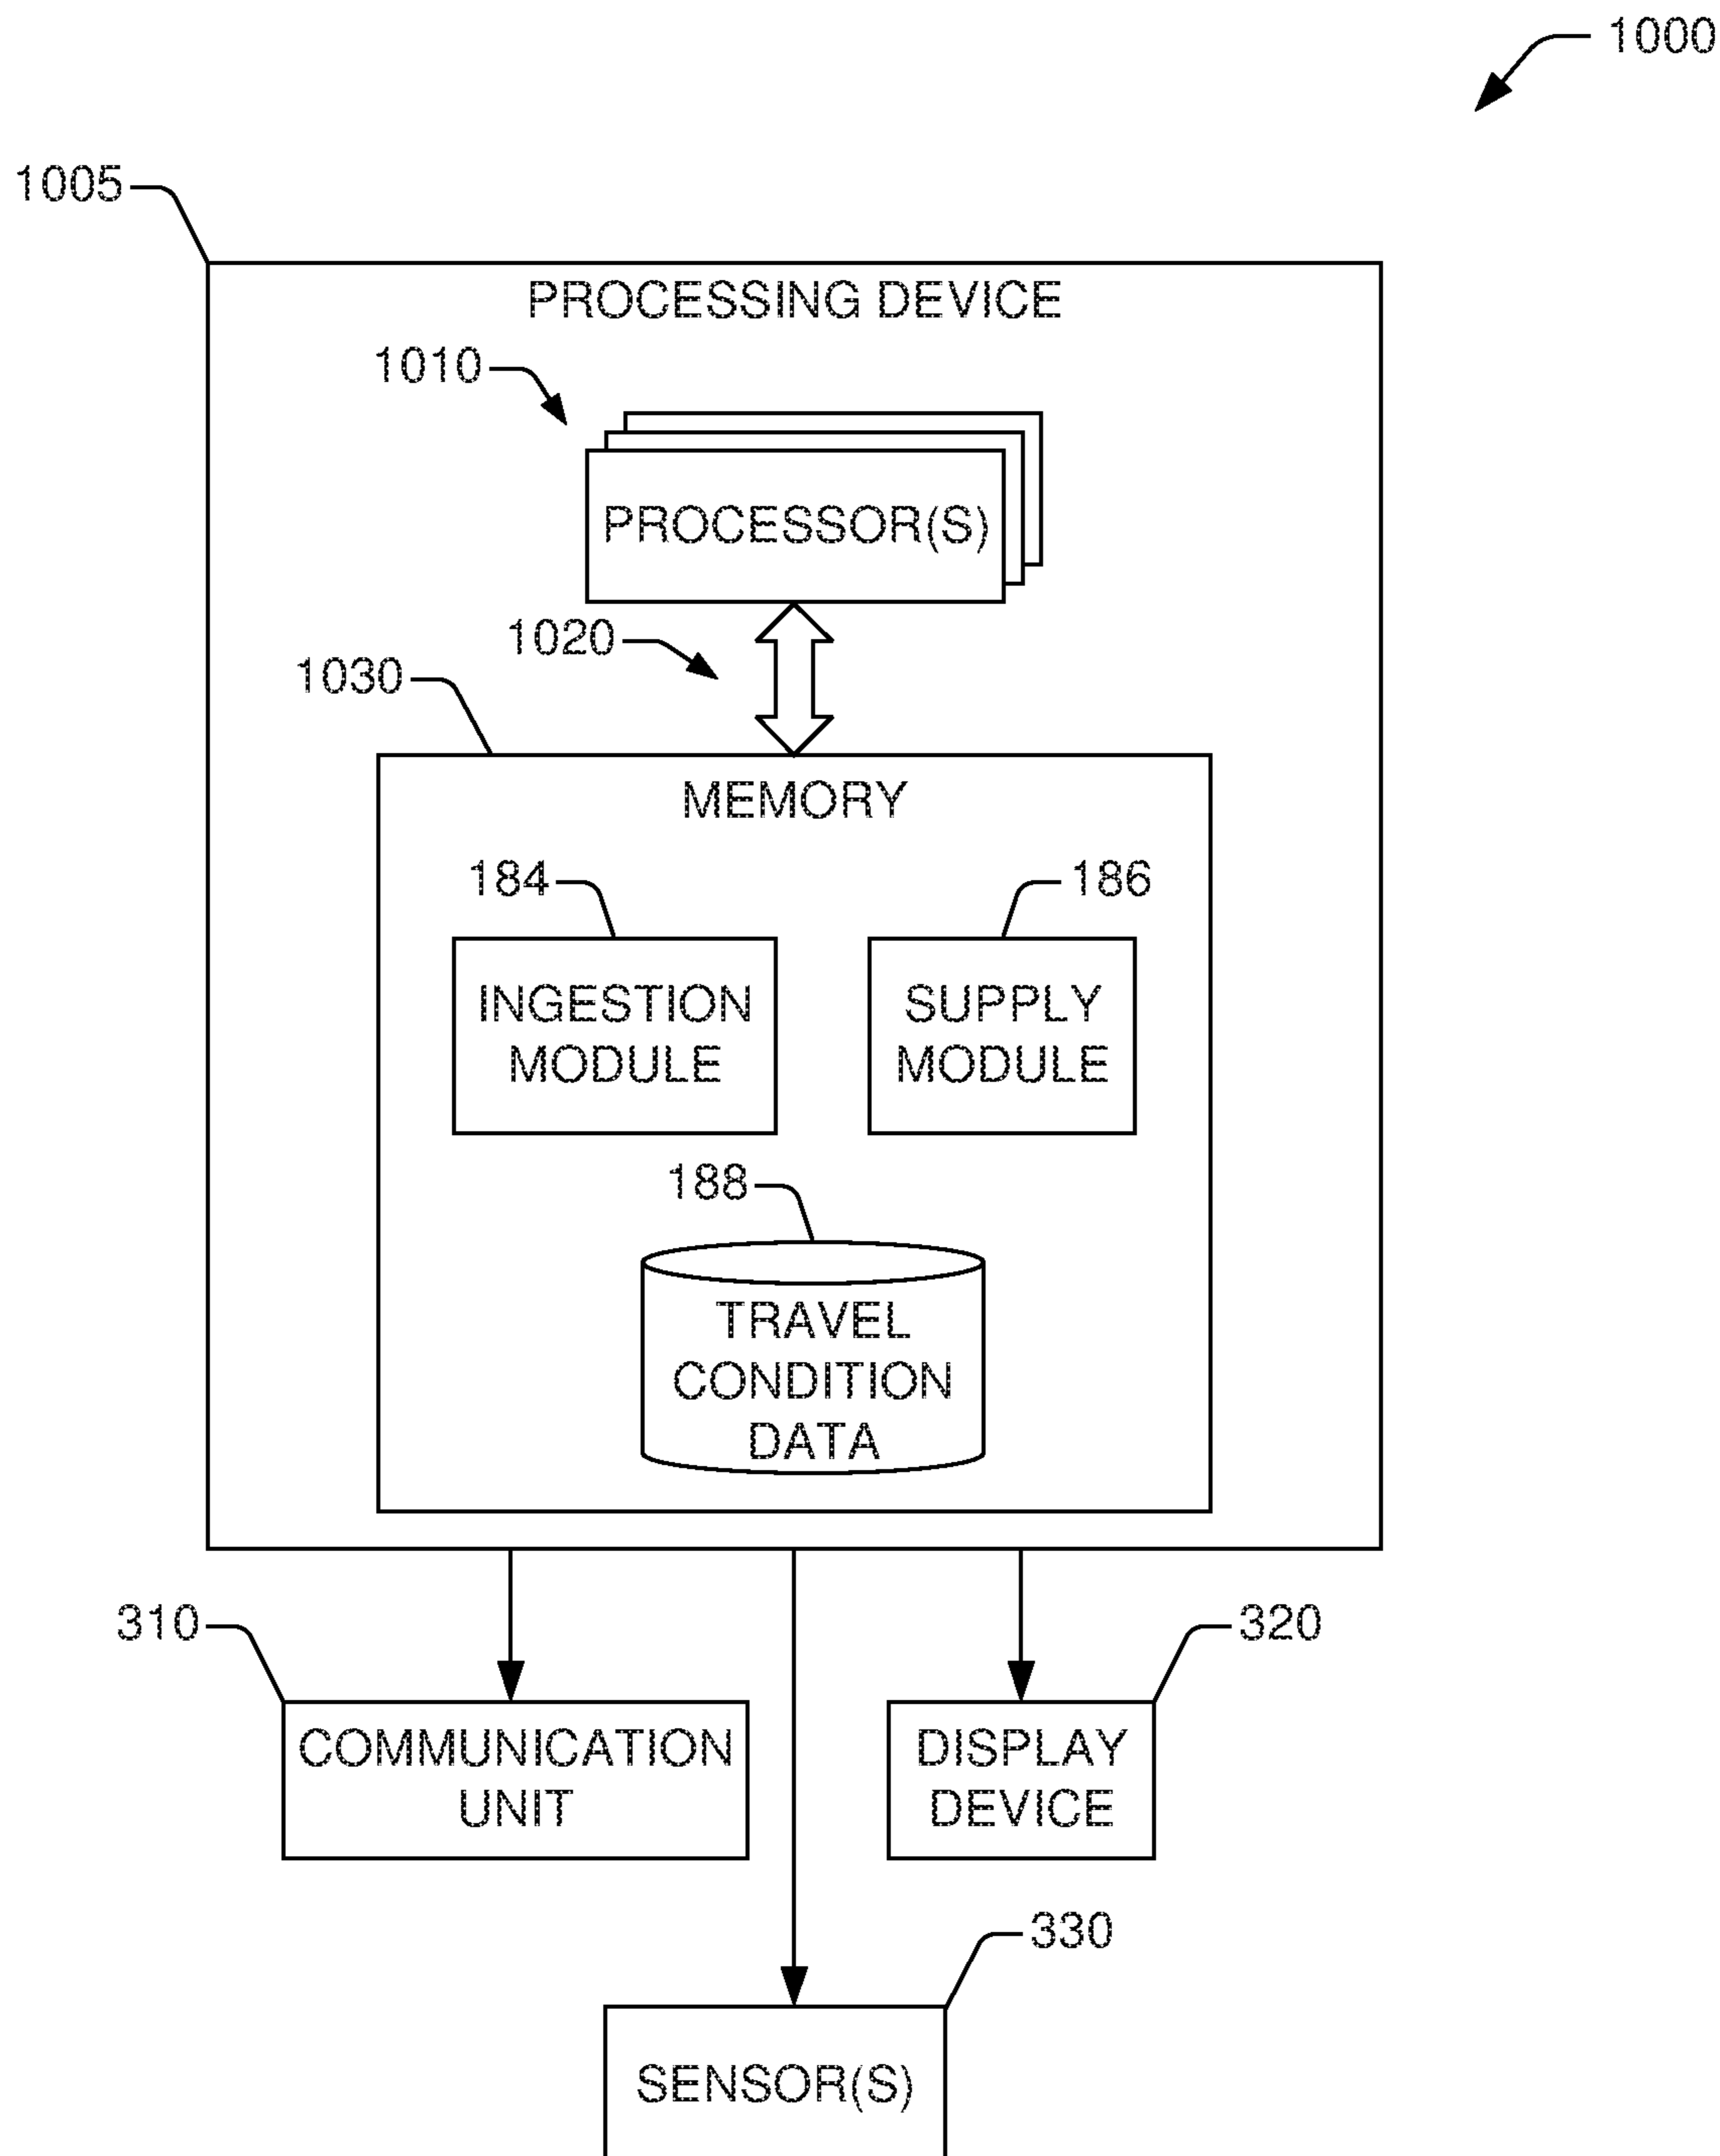 1000
1005
PROCESSING DEVICE
1010
PROCESSOR(S)
1020
1030
MEMORY
184
186
INGESTION
MODULE
SUPPLY
MODULE
188
TRAVEL
CONDITION
DATA
310
320
COMMUNICATION
UNIT
DISPLAY
DEVICE
330
SENSOR(S)